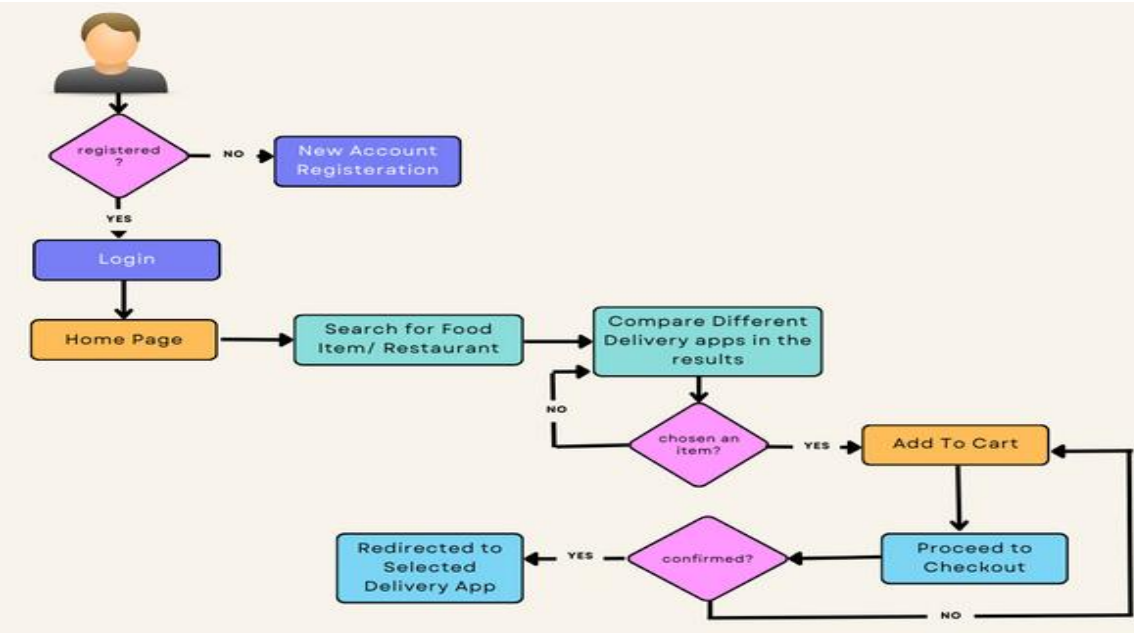 registered
?
NO
New Account
Registeration
YES
Login
Home Page
Search for Food
Item/ Restaurant
Compare Different
Delivery apps in the
results
NO
chosen an
item?
YES
Add To Cart
Proceed to
Checkout
confirmed?
YES
Redirected to
Selected
Delivery App
NO